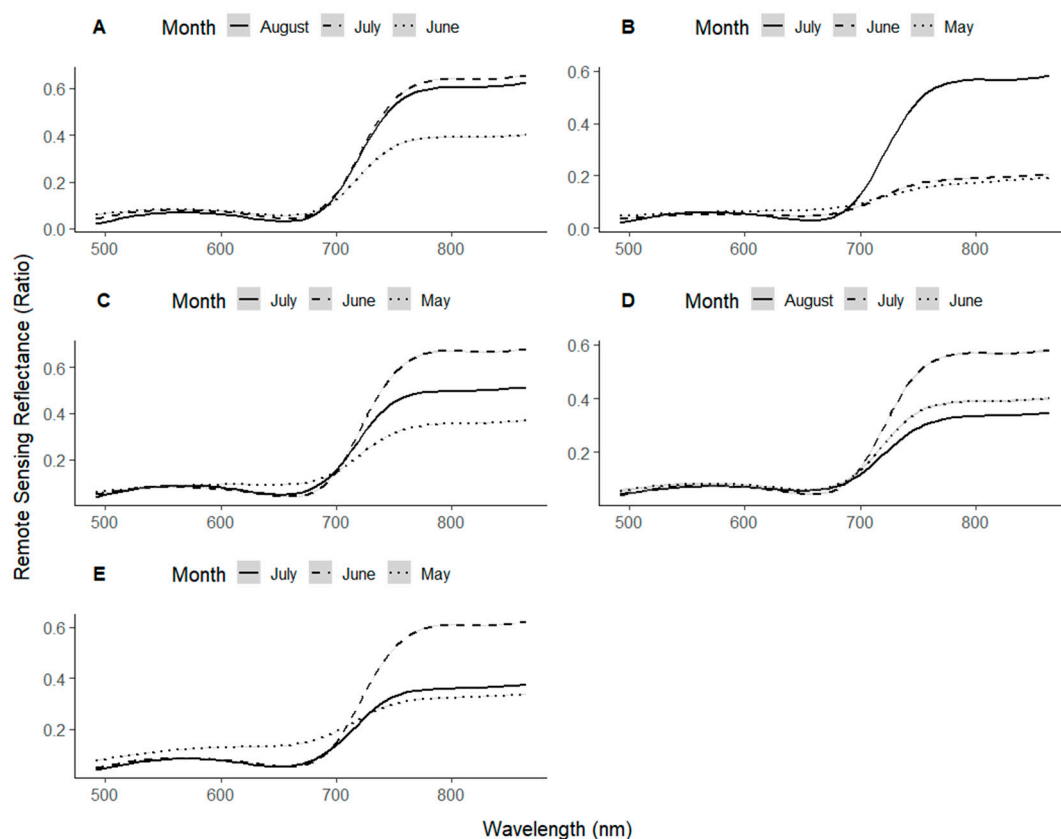 A Month August July June
0.6
0.4
0.2
0.0
500 600 700 800
B Month July June May
0.6
0.4
0.2
0.0
500 600 700 800
C Month July June May
0.6
0.4
0.2
500 600 700 800
D Month August July June
0.6
0.4
0.2
500 600 700 800
E Month July June May
0.6
0.4
0.2
500 600 700 800
Remote Sensing Reflectance (Ratio)
Wavelength (nm)